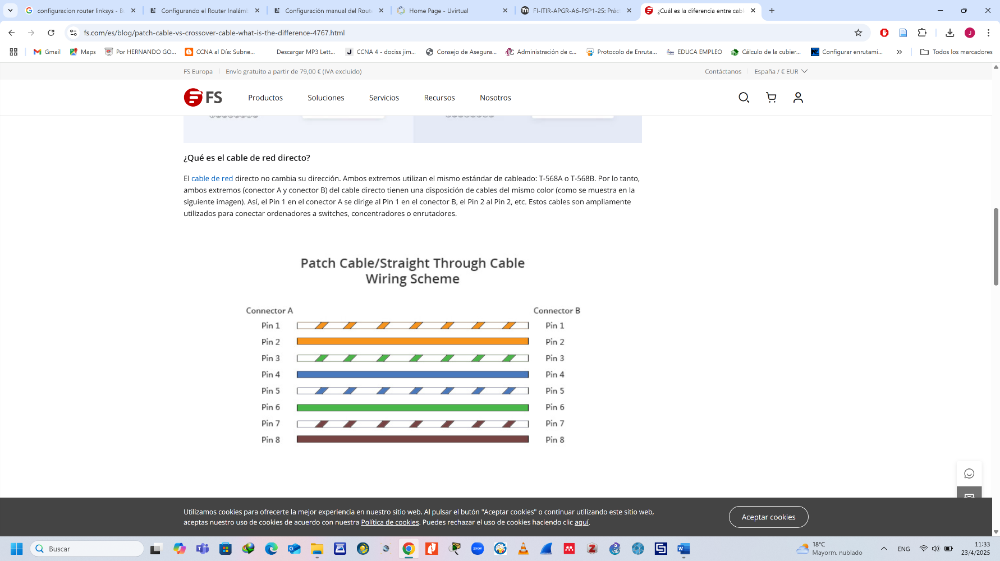 configuracion router linksys - B
Configurando el Router Inalám
Configuración manual del Rout
Home Page - Uvirtual
FI-ITIR-APGR-A6-PSP1-25: Prác
¿Cuál es la diferencia entre cabl
fs.com/es/blog/patch-cable-vs-crossover-cable-what-is-the-difference-4767.html
J
Gmail
Maps
Por HERNANDO GO...
CCNA al Día: Subne...
Descargar MP3 Lett...
J
CCNA 4 - dociss jim...
Consejo de Asegura...
Administración de c...
Protocolo de Enruta...
EDUCA EMPLEO
Cálculo de la cubier...
Configurar enrutami...
Todos los marcadores
FS Europa
Envío gratuito a partir de 79,00 € (IVA excluido)
Contáctanos
España / € EUR
FS
Productos
Soluciones
Servicios
Recursos
Nosotros
¿Qué es el cable de red directo?
El cable de red directo no cambia su dirección. Ambos extremos utilizan el mismo estándar de cableado: T-568A o T-568B. Por lo tanto,
ambos extremos (conector A y conector B) del cable directo tienen una disposición de cables del mismo color (como se muestra en la
siguiente imagen). Así, el Pin 1 en el conector A se dirige al Pin 1 en el conector B, el Pin 2 al Pin 2, etc. Estos cables son ampliamente
utilizados para conectar ordenadores a switches, concentradores o enrutadores.
Patch Cable/Straight Through Cable
Wiring Scheme
Connector A
Connector B
Pin 1
Pin 1
Pin 2
Pin 2
Pin 3
Pin 3
Pin 4
Pin 4
Pin 5
Pin 5
Pin 6
Pin 6
Pin 7
Pin 7
Pin 8
Pin 8
Utilizamos cookies para ofrecerte la mejor experiencia en nuestro sitio web. Al pulsar el butón "Aceptar cookies" o continuar utilizando este sitio web,
aceptas nuestro uso de cookies de acuerdo con nuestra Política de cookies. Puedes rechazar el uso de cookies haciendo clic aquí.
Aceptar cookies
Buscar
zoom
18°C
Mayorm. nublado
ENG
11:33
23/4/2025